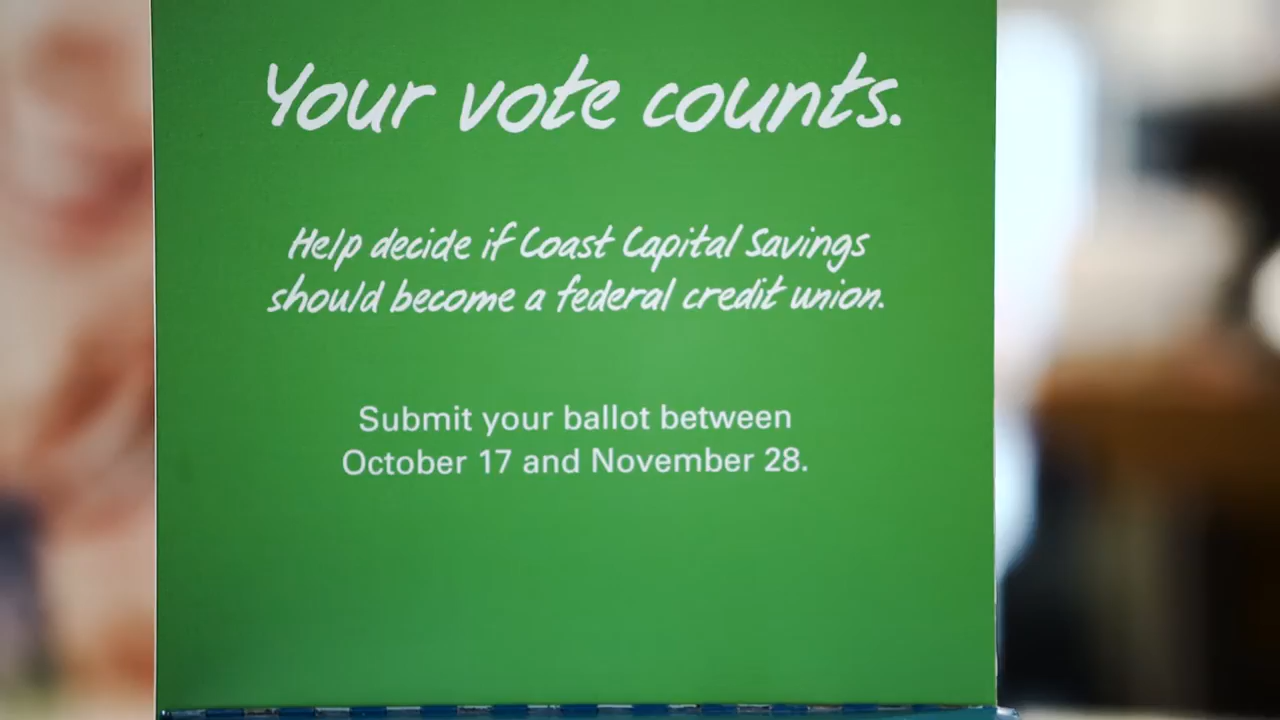 Your vote counts.
Help decide if Coast Capital Savings
should become a federal credit union.
Submit your ballot between
October 17 and November 28.